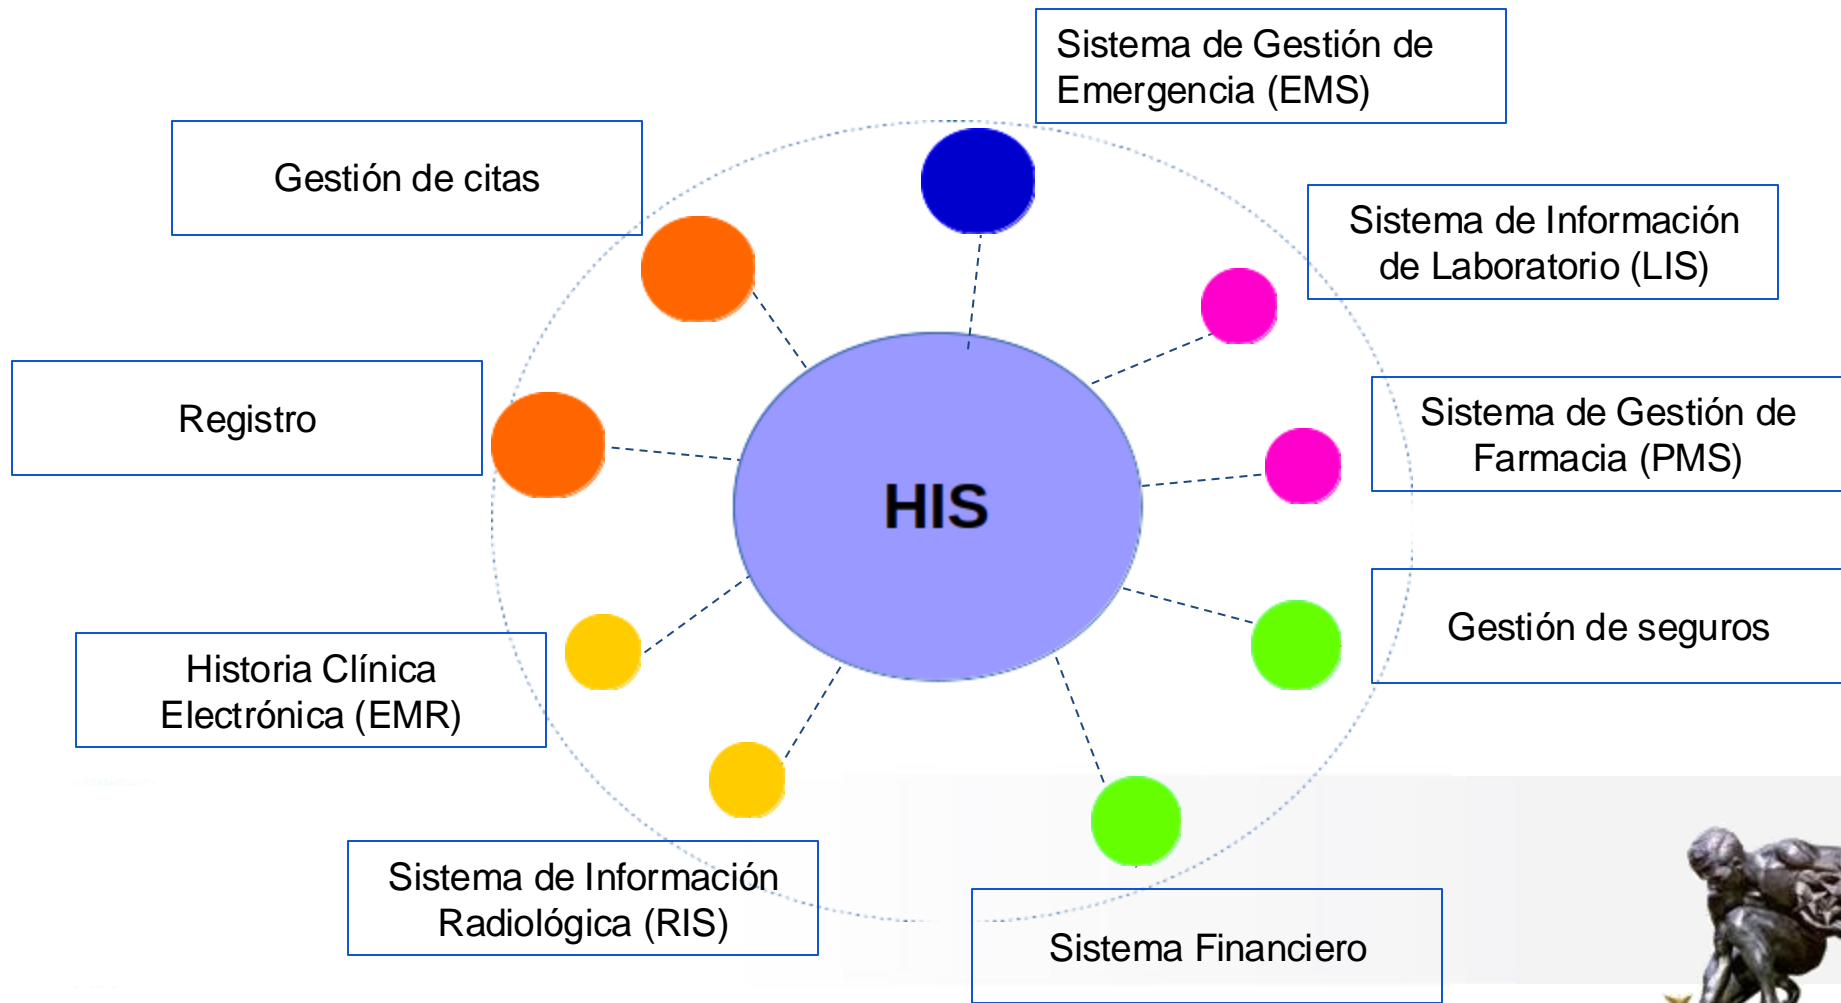 Sistema de Gestión de
Emergencia (EMS)
Gestión de citas
Sistema de Información
de Laboratorio (LIS)
Registro
Sistema de Gestión de
Farmacia (PMS)
HIS
Gestión de seguros
Historia Clínica
Electrónica (EMR)
Sistema de Información
Radiológica (RIS)
Sistema Financiero